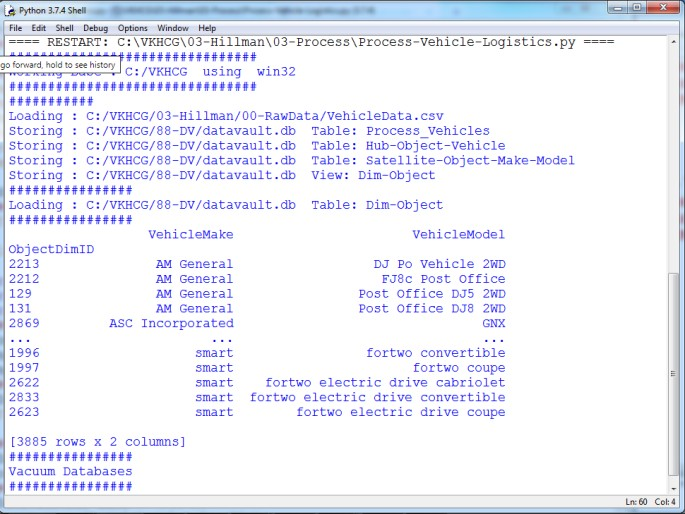 Python 3.7.4 Shell
File Edit Shell Debug Options Window Help
==== RESTART: C:\VKHCG\03-Hillman\03-Process\Process-Vehicle-Logistics.py ====
################################
go forward, hold to see history
Working Base : C:/VKHCG using win32
################################
###########
Loading : C:/VKHCG/03-Hillman/00-RawData/VehicleData.csv
Storing : C:/VKHCG/88-DV/datavault.db Table: Process_Vehicles
Storing : C:/VKHCG/88-DV/datavault.db Table: Hub-Object-Vehicle
Storing : C:/VKHCG/88-DV/datavault.db Table: Satellite-Object-Make-Model
Storing : C:/VKHCG/88-DV/datavault.db View: Dim-Object
################
Loading : C:/VKHCG/88-DV/datavault.db Table: Dim-Object
################
VehicleMake VehicleModel
ObjectDimID
2213 AM General DJ Po Vehicle 2WD
2212 AM General FJ8c Post Office
129 AM General Post Office DJ5 2WD
131 AM General Post Office DJ8 2WD
2869 ASC Incorporated GNX
... ... ...
1996 smart fortwo convertible
1997 smart fortwo coupe
2622 smart fortwo electric drive cabriolet
2833 smart fortwo electric drive convertible
2623 smart fortwo electric drive coupe
[3885 rows x 2 columns]
################
Vacuum Databases
################
Ln: 60 Col: 4